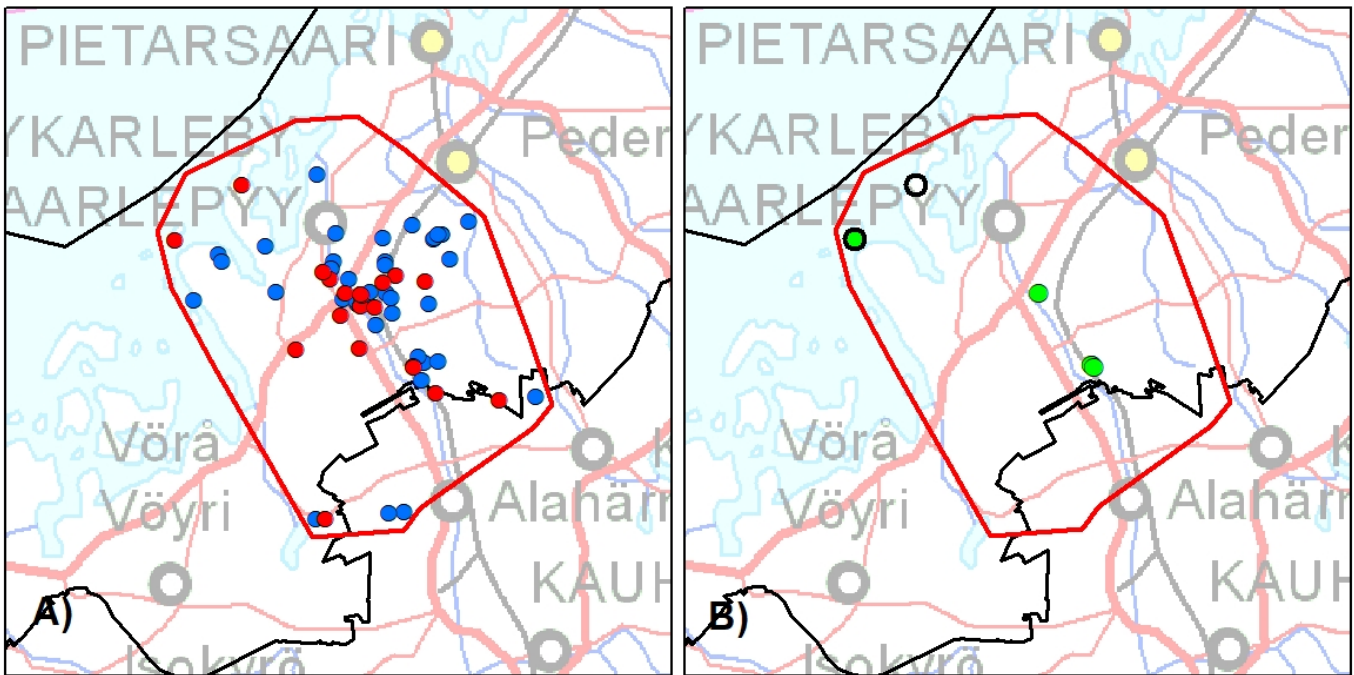 PIETARSAARI
YKARLEBY
Peder
AARLEPYY
Vörå
Vöyri
Alahärm
KAUH
K
A)
Isokyrö
PIETARSAARI
YKARLEBY
Peder
AARLEPYY
Vörå
Vöyri
Alahärm
KAUH
K
B)
Isokyrö